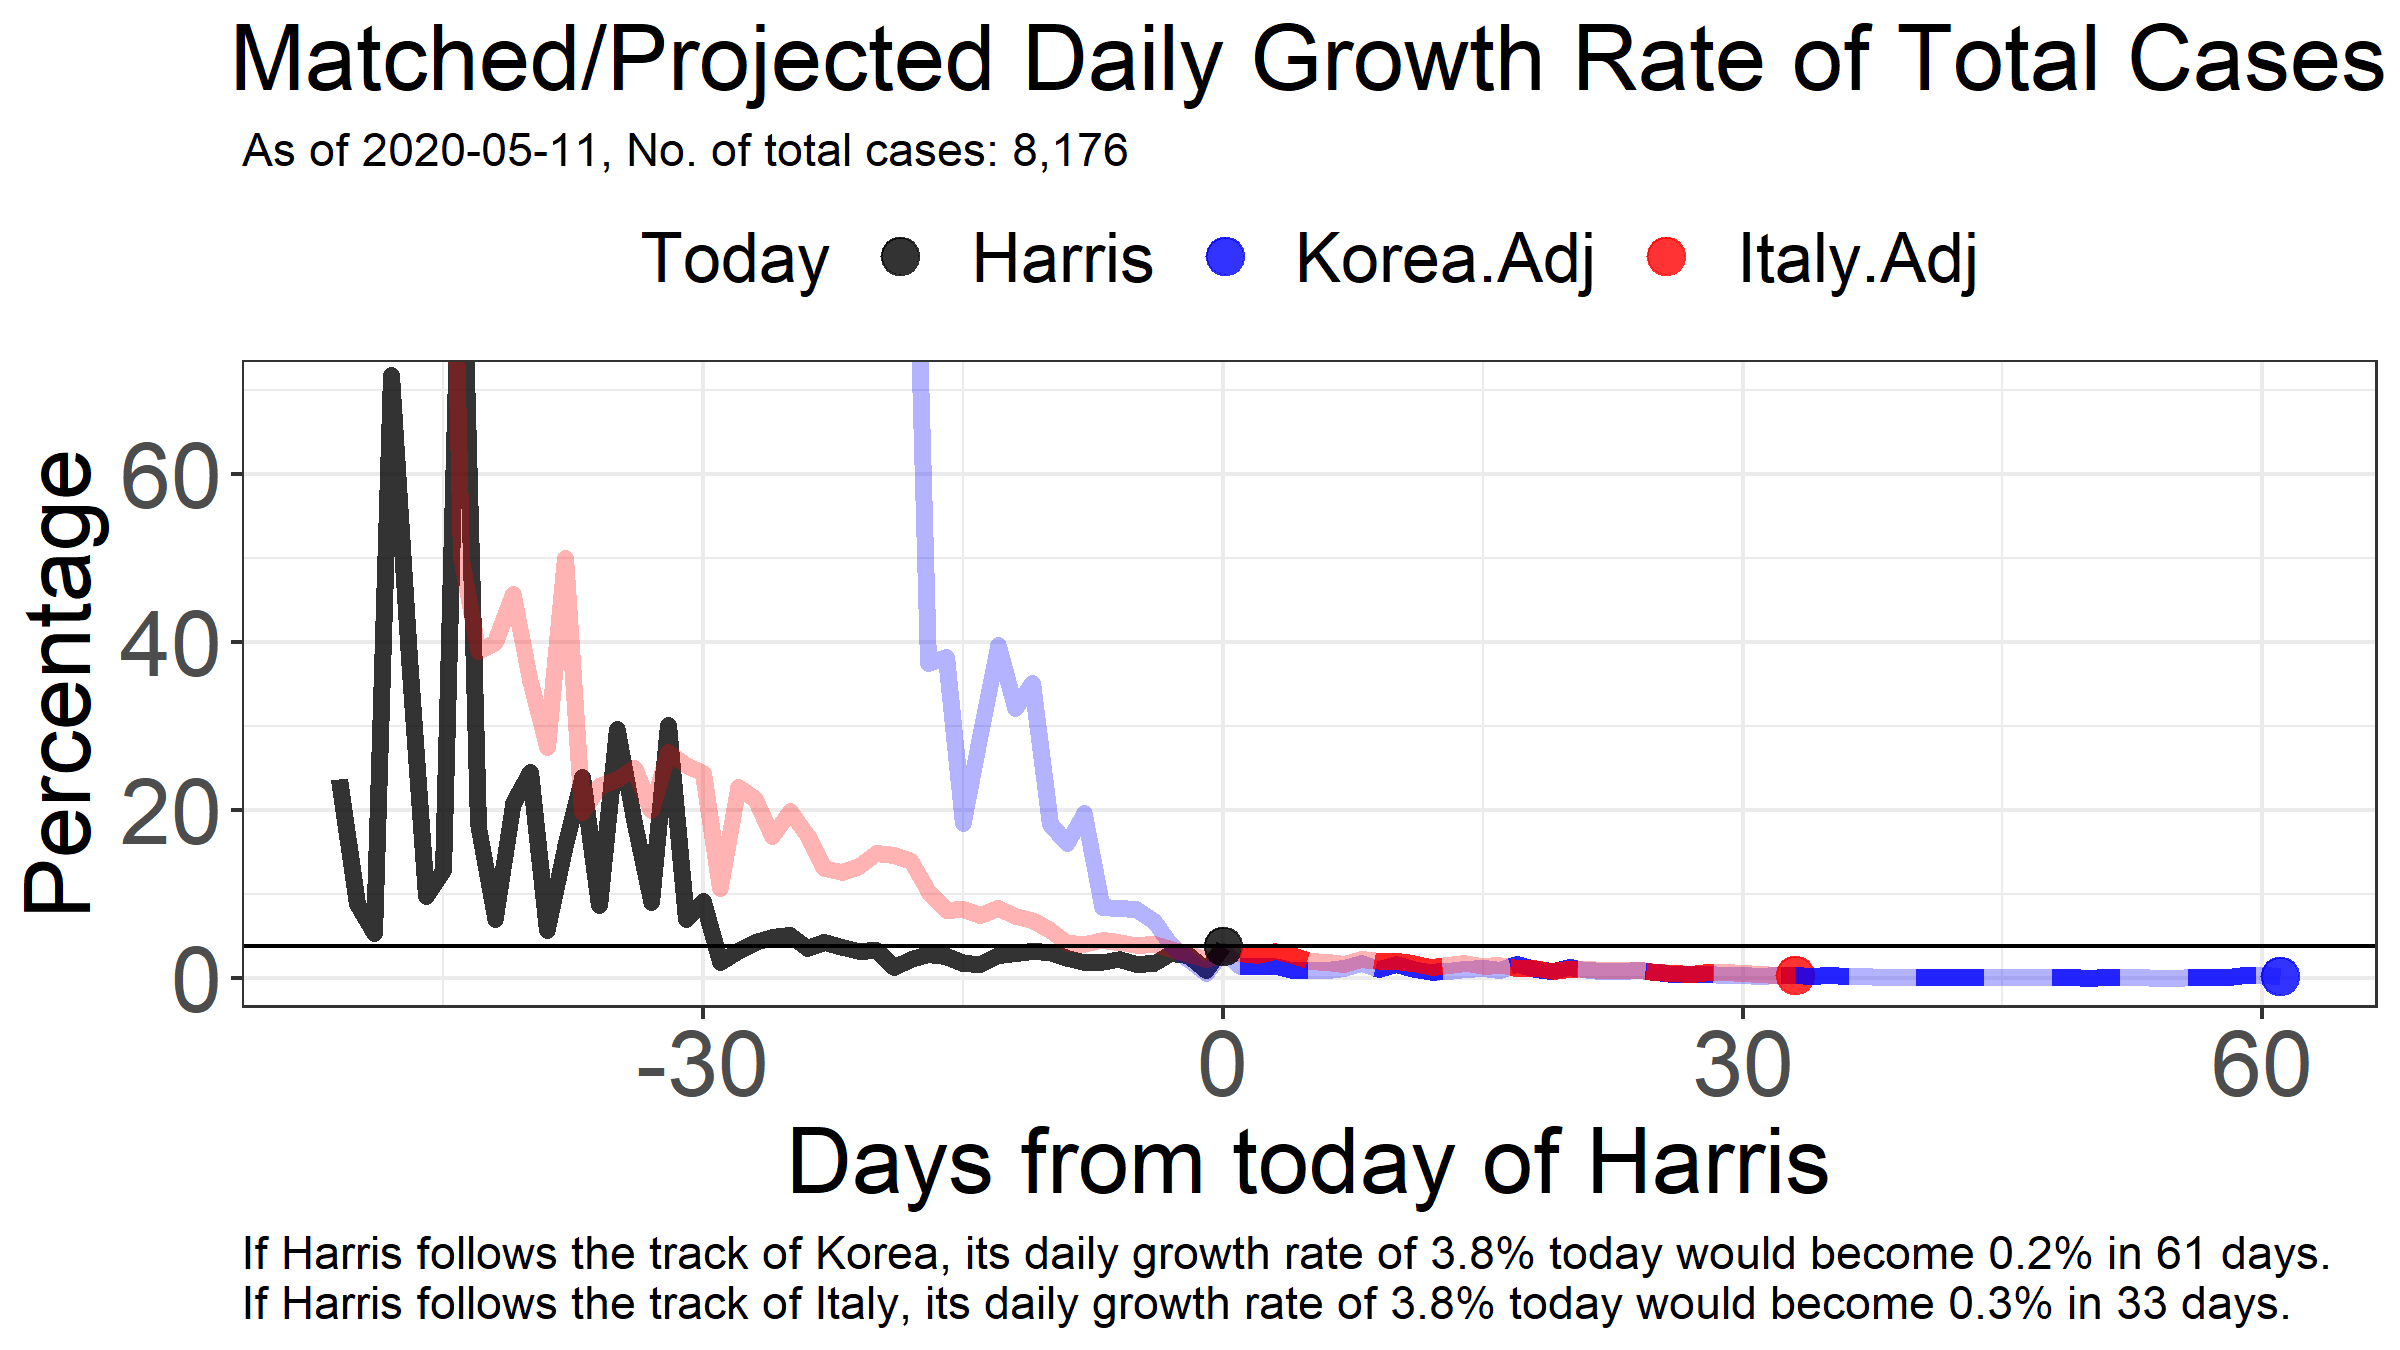 Matched/Projected Daily Growth Rate of Total Cases
As of 2020-05-11, No. of total cases: 8,176
Today Harris Korea.Adj Italy.Adj
Percentage
60
40
20
0
-30 0 30 60
Days from today of Harris
If Harris follows the track of Korea, its daily growth rate of 3.8% today would become 0.2% in 61 days.
If Harris follows the track of Italy, its daily growth rate of 3.8% today would become 0.3% in 33 days.